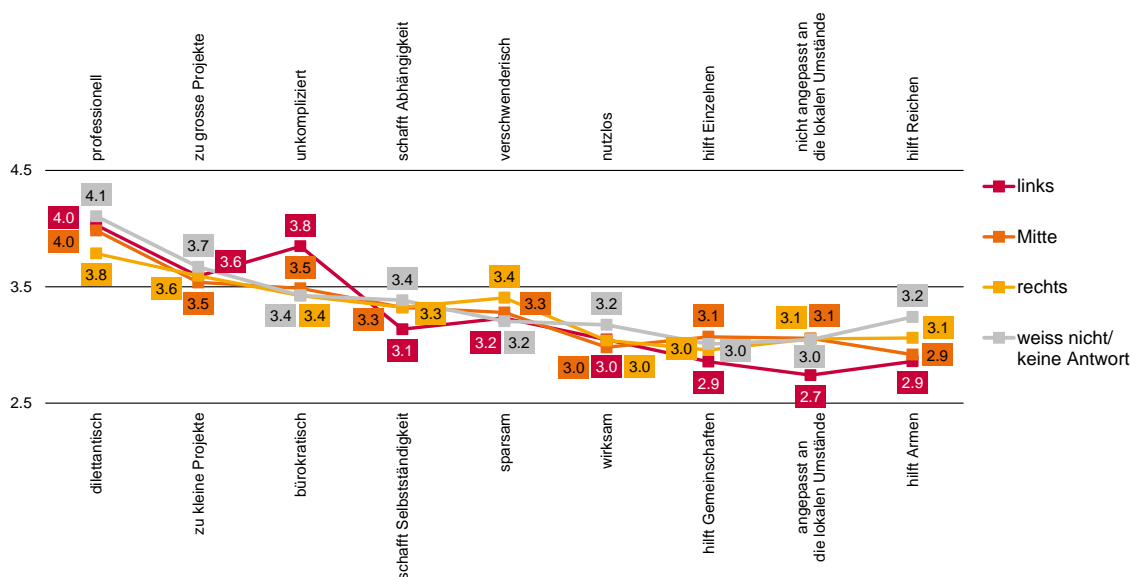 professionell
zu grosse Projekte
unkompliziert
schafft Abhängigkeit
verschwenderisch
nutzlos
hilft Einzelnen
nicht angepasst an
die lokalen Umstände
hilft Reichen
4.5
3.5
2.5
4.1
4.0
4.0
3.8
3.7
3.6
3.6
3.5
3.8
3.5
3.4
3.4
3.4
3.3
3.3
3.1
3.4
3.3
3.2
3.2
3.2
3.0
3.0
3.0
3.1
3.0
3.0
2.9
3.1
3.1
3.0
2.7
3.2
3.1
2.9
2.9
links
Mitte
rechts
weiss nicht/
keine Antwort
dilettantisch
zu kleine Projekte
bürokratisch
schafft Selbstständigkeit
sparsam
wirksam
hilft Gemeinschaften
angepasst an
die lokalen Umstände
hilft Armen